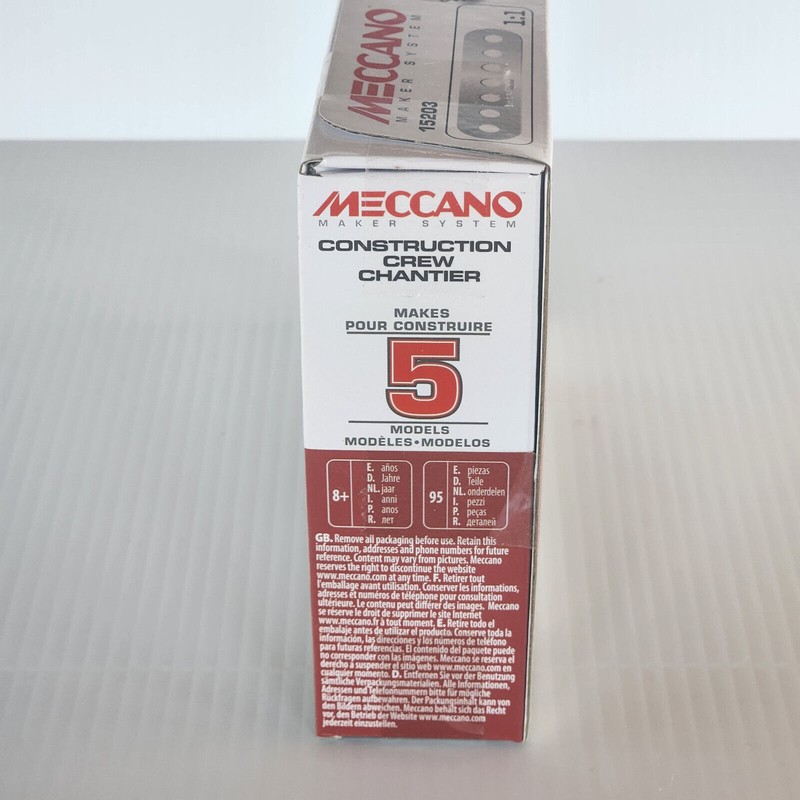 MECCANO
MAKER SYSTEM
15203
1:1
MECCANO
MAKER SYSTEM
CONSTRUCTION
CREW
CHANTIER
MAKES
POUR CONSTRUIRE
5
MODELS
MODÈLES•MODELOS
8+
E. años
D. Jahre
NL. jaar
I. anni
P. anos
R. лет
95
E. piezas
D. Teile
NL. onderdelen
I. pezzi
P. peças
R. деталей
GB. Remove all packaging before use. Retain this
information, addresses and phone numbers for future
reference. Content may vary from pictures. Meccano
reserves the right to discontinue the website
www.meccano.com at any time. F. Retirer tout
l'emballage avant utilisation. Conserver les informations,
adresses et numéros de téléphone pour consultation
ultérieure. Le contenu peut différer des images. Meccano
se réserve le droit de supprimer le site Internet
www.meccano.fr à tout moment. E. Retire todo el
embalaje antes de utilizar el producto. Conserve toda la
información, las direcciones y los números de teléfono
para futuras referencias. El contenido del paquete puede
no corresponder con las imágenes. Meccano se reserva el
derecho a suspender el sitio web www.meccano.com en
cualquier momento. D. Entfernen Sie vor der Benutzung
sämtliche Verpackungsmaterialien. Alle Informationen,
Adressen und Telefonnummern bitte für mögliche
Rückfragen aufbewahren. Der Packungsinhalt kann von
den Bildern abweichen. Meccano behält sich das Recht
vor, den Betrieb der Website www.meccano.com
jederzeit einzustellen.